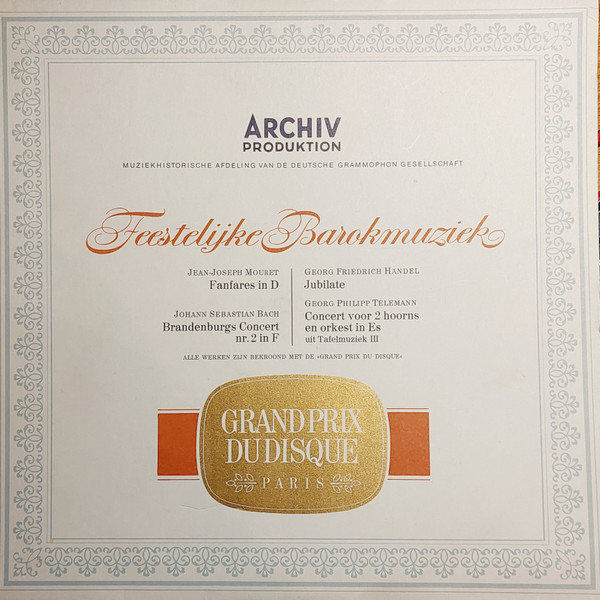 ARCHIV
PRODUKTION
MUZIEKHISTORISCHE AFDELING VAN DE DEUTSCHE GRAMMOPHON GESELLSCHAFT
Feestelijke Barokmuziek
JEAN-JOSEPH MOURET
Fanfares in D
JOHANN SEBASTIAN BACH
Brandenburgs Concert
nr. 2 in F
GEORG FRIEDRICH HANDEL
Jubilate
GEORG PHILIPP TELEMANN
Concert voor 2 hoorns
en orkest in Es
uit Tafelmuziek III
ALLE WERKEN ZIJN BEKROOND MET DE »GRAND PRIX DU DISQUE«
GRAND PRIX
DU DISQUE
PARIS